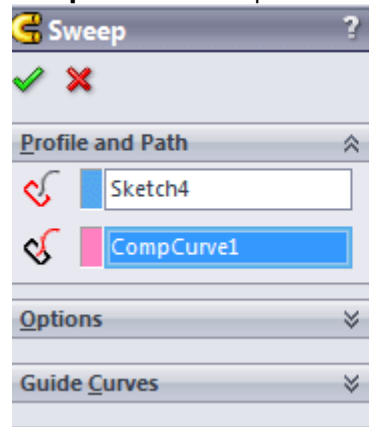 Sweep ?
Profile and Path
Sketch4
CompCurve1
Options
Guide Curves